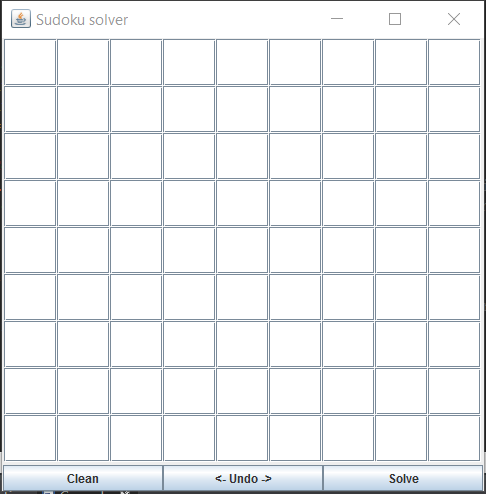 Sudoku solver
Clean
<- Undo ->
Solve